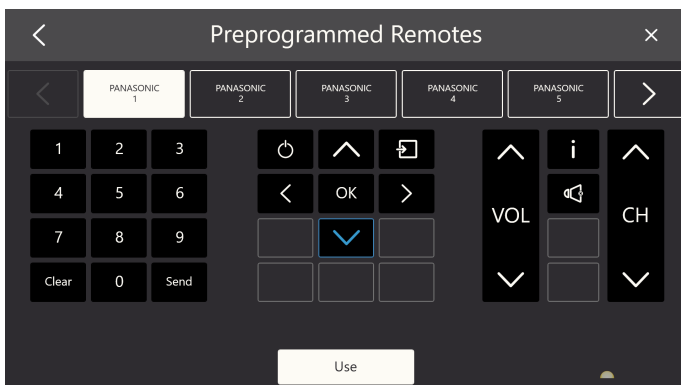 Preprogrammed Remotes
PANASONIC
1
PANASONIC
2
PANASONIC
3
PANASONIC
4
PANASONIC
5
1 2 3
4 5 6
7 8 9
Clear 0 Send
OK
VOL
i
CH
Use